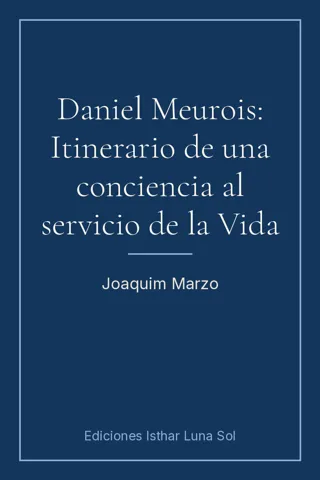 Daniel Meurois:
Itinerario de una
conciencia al
servicio de la Vida
Joaquim Marzo
Ediciones Isthar Luna Sol